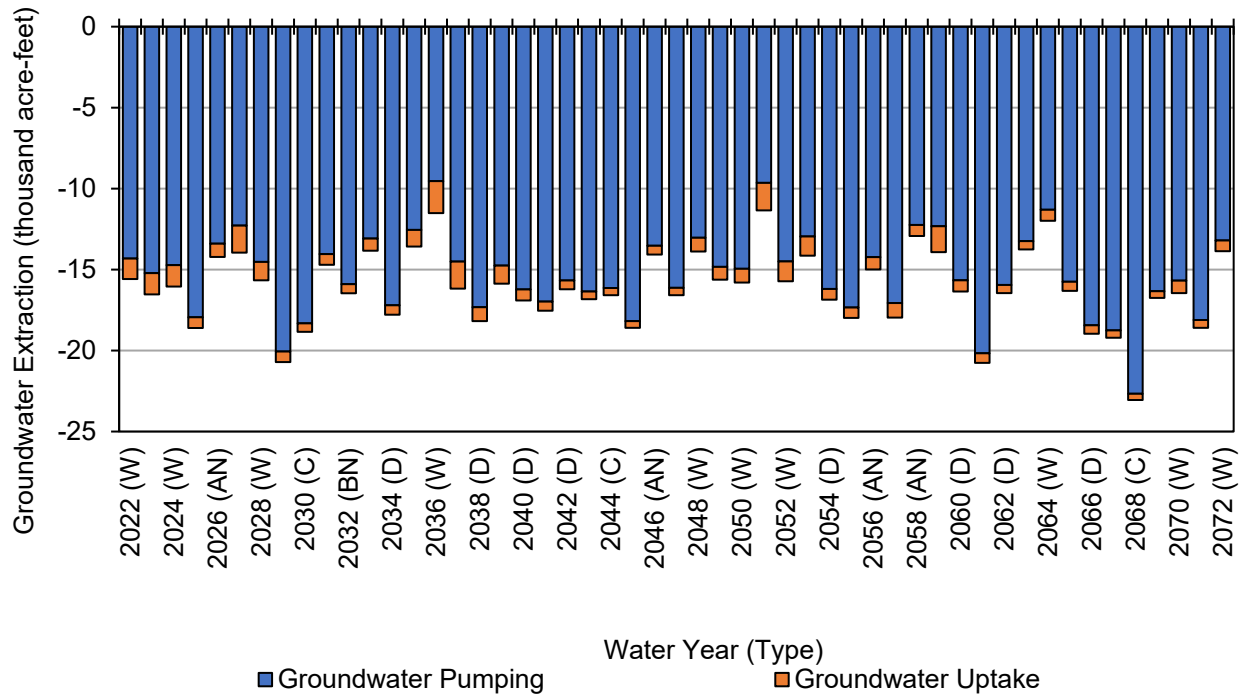 Groundwater Extraction (thousand acre-feet)
0
-5
-10
-15
-20
-25
2022 (W)
2024 (W)
2026 (AN)
2028 (W)
2030 (C)
2032 (BN)
2034 (D)
2036 (W)
2038 (D)
2040 (D)
2042 (D)
2044 (C)
2046 (AN)
2048 (W)
2050 (W)
2052 (W)
2054 (D)
2056 (AN)
2058 (AN)
2060 (D)
2062 (D)
2064 (W)
2066 (D)
2068 (C)
2070 (W)
2072 (W)
Water Year (Type)
Groundwater Pumping
Groundwater Uptake